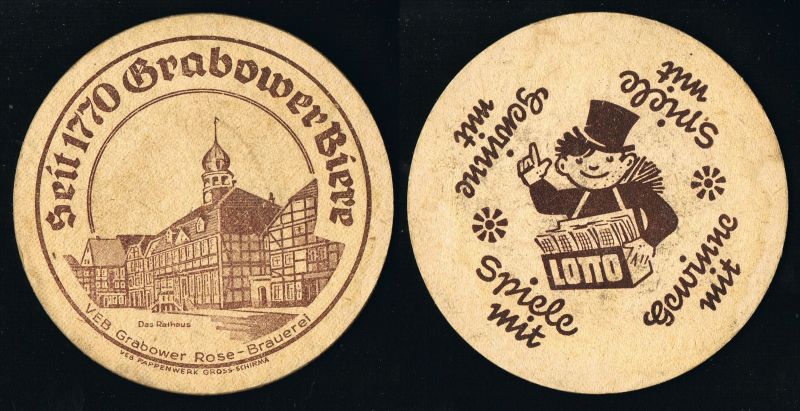 Seit 1770 Grabower Biere
Das Rathaus
VEB Grabower Rose-Brauerei
VEB PAPPENWERK GROSS-SCHIRMA
Gewinne
mit
Spiele
mit
LOTTO
Spiele
mit
Gewinne
mit